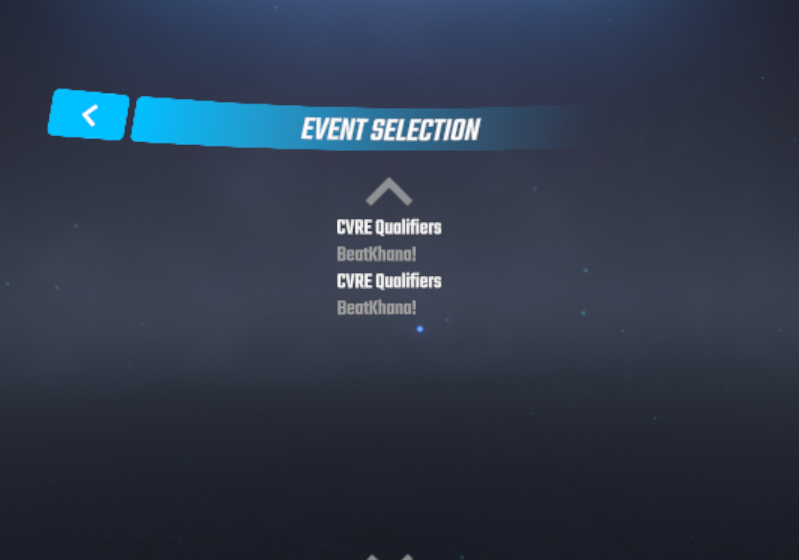 EVENT SELECTION
CVRE Qualifiers
BeatKhana!
CVRE Qualifiers
BeatKhana!